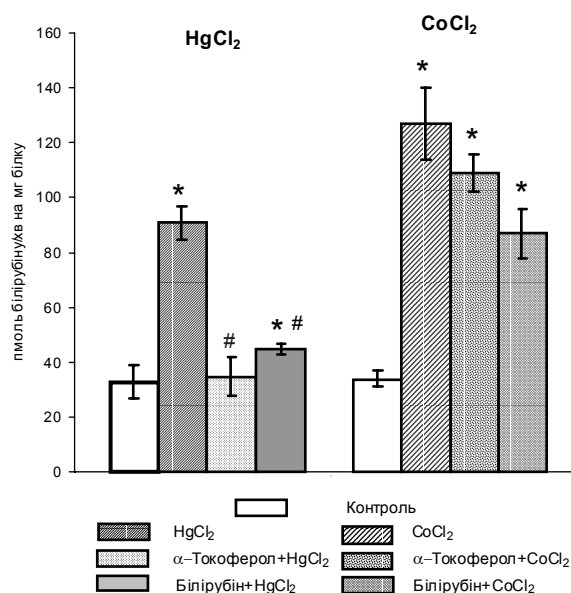 HgCl2
CoCl2
160
140
120
100
80
60
40
20
0
пмоль білірубіну/хв на мг білку
*
#
* #
*
*
*
Контроль
HgCl2
CoCl2
α–Токоферол+HgCl2
α–Токоферол+CoCl2
Білірубін+HgCl2
Білірубін+CoCl2